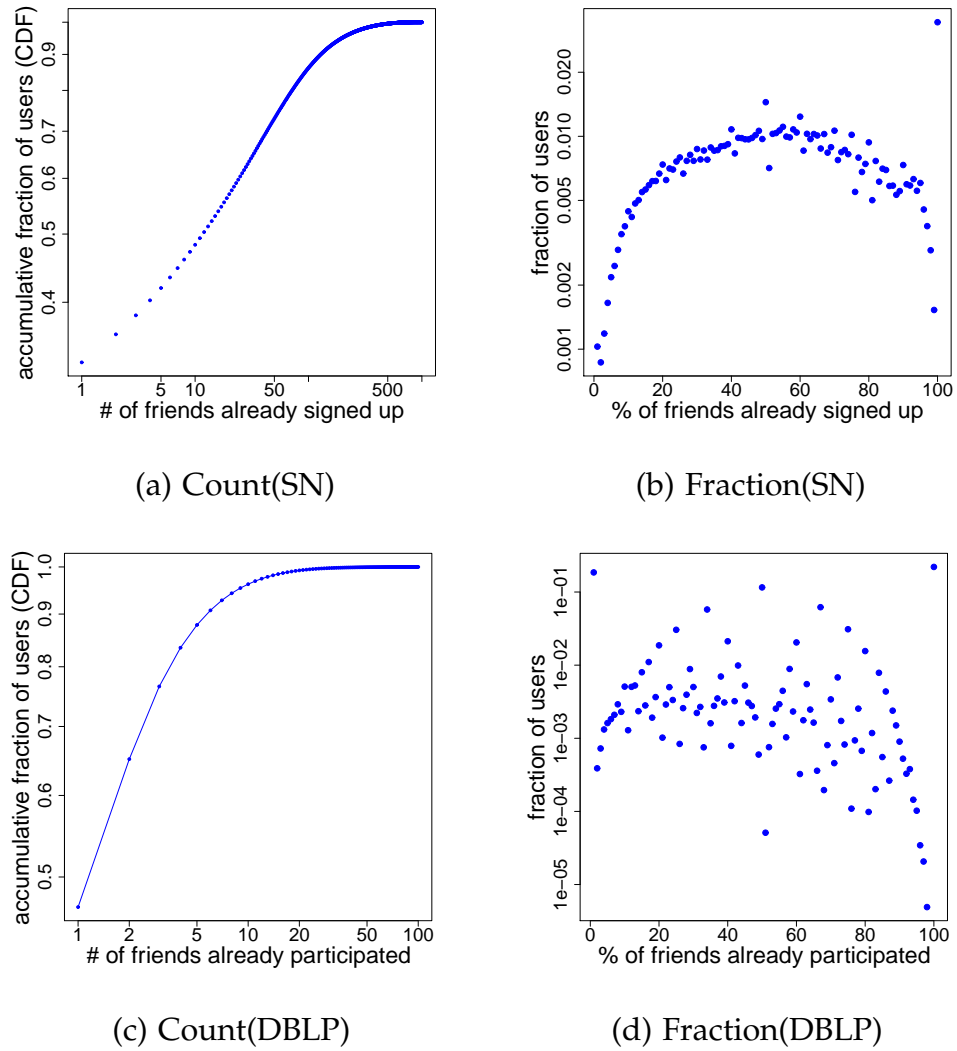 accumulative fraction of users (CDF)
0.4 0.5 0.6 0.7 0.9
1 5 10 50 500
# of friends already signed up
(a) Count(SN)
fraction of users
0.001 0.002 0.005 0.010 0.020
0 20 40 60 80 100
% of friends already signed up
(b) Fraction(SN)
accumulative fraction of users (CDF)
0.5 0.6 0.7 0.8 0.9 1.0
1 2 5 10 20 50 100
# of friends already participated
(c) Count(DBLP)
fraction of users
1e-05 1e-04 1e-03 1e-02 1e-01
0 20 40 60 80 100
% of friends already participated
(d) Fraction(DBLP)